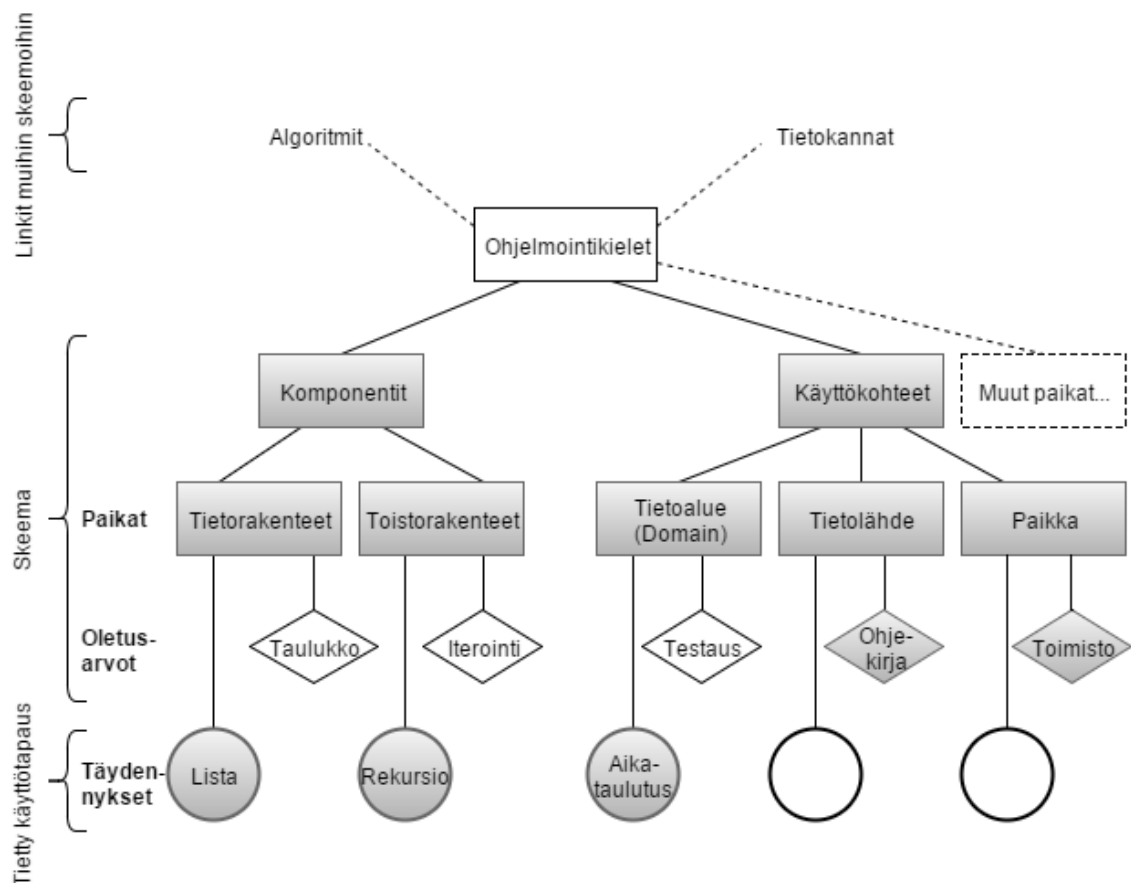 Linkit muihin skeemoihin
Algoritmit
Tietokannat
Ohjelmointikielet
Skeema
Komponentit
Käyttökohteet
Muut paikat...
Paikat
Tietorakenteet
Toistorakenteet
Tietoalue
(Domain)
Tietolähde
Paikka
Oletus-
arvot
Taulukko
Iterointi
Testaus
Ohje-
kirja
Toimisto
Tietty käyttötapaus
Täyden-
nykset
Lista
Rekursio
Aika-
taulutus